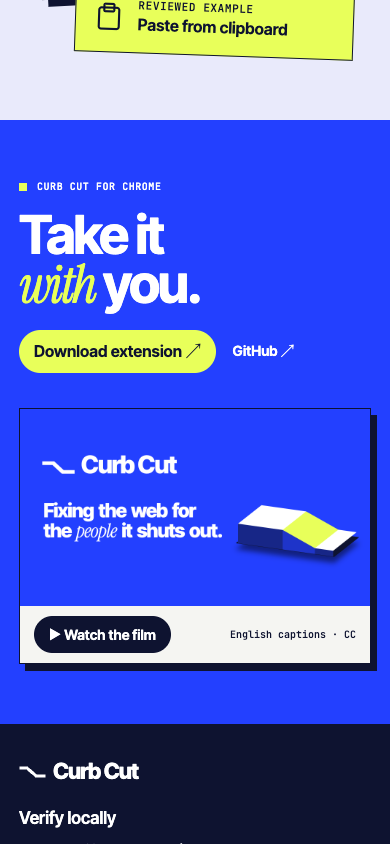 REVIEWED EXAMPLE
Paste from clipboard
CURB CUT FOR CHROME
Take it
with you.
Download extension ↗
GitHub ↗
Curb Cut
Fixing the web for
the people it shuts out.
▶ Watch the film
English captions · CC
Curb Cut
Verify locally